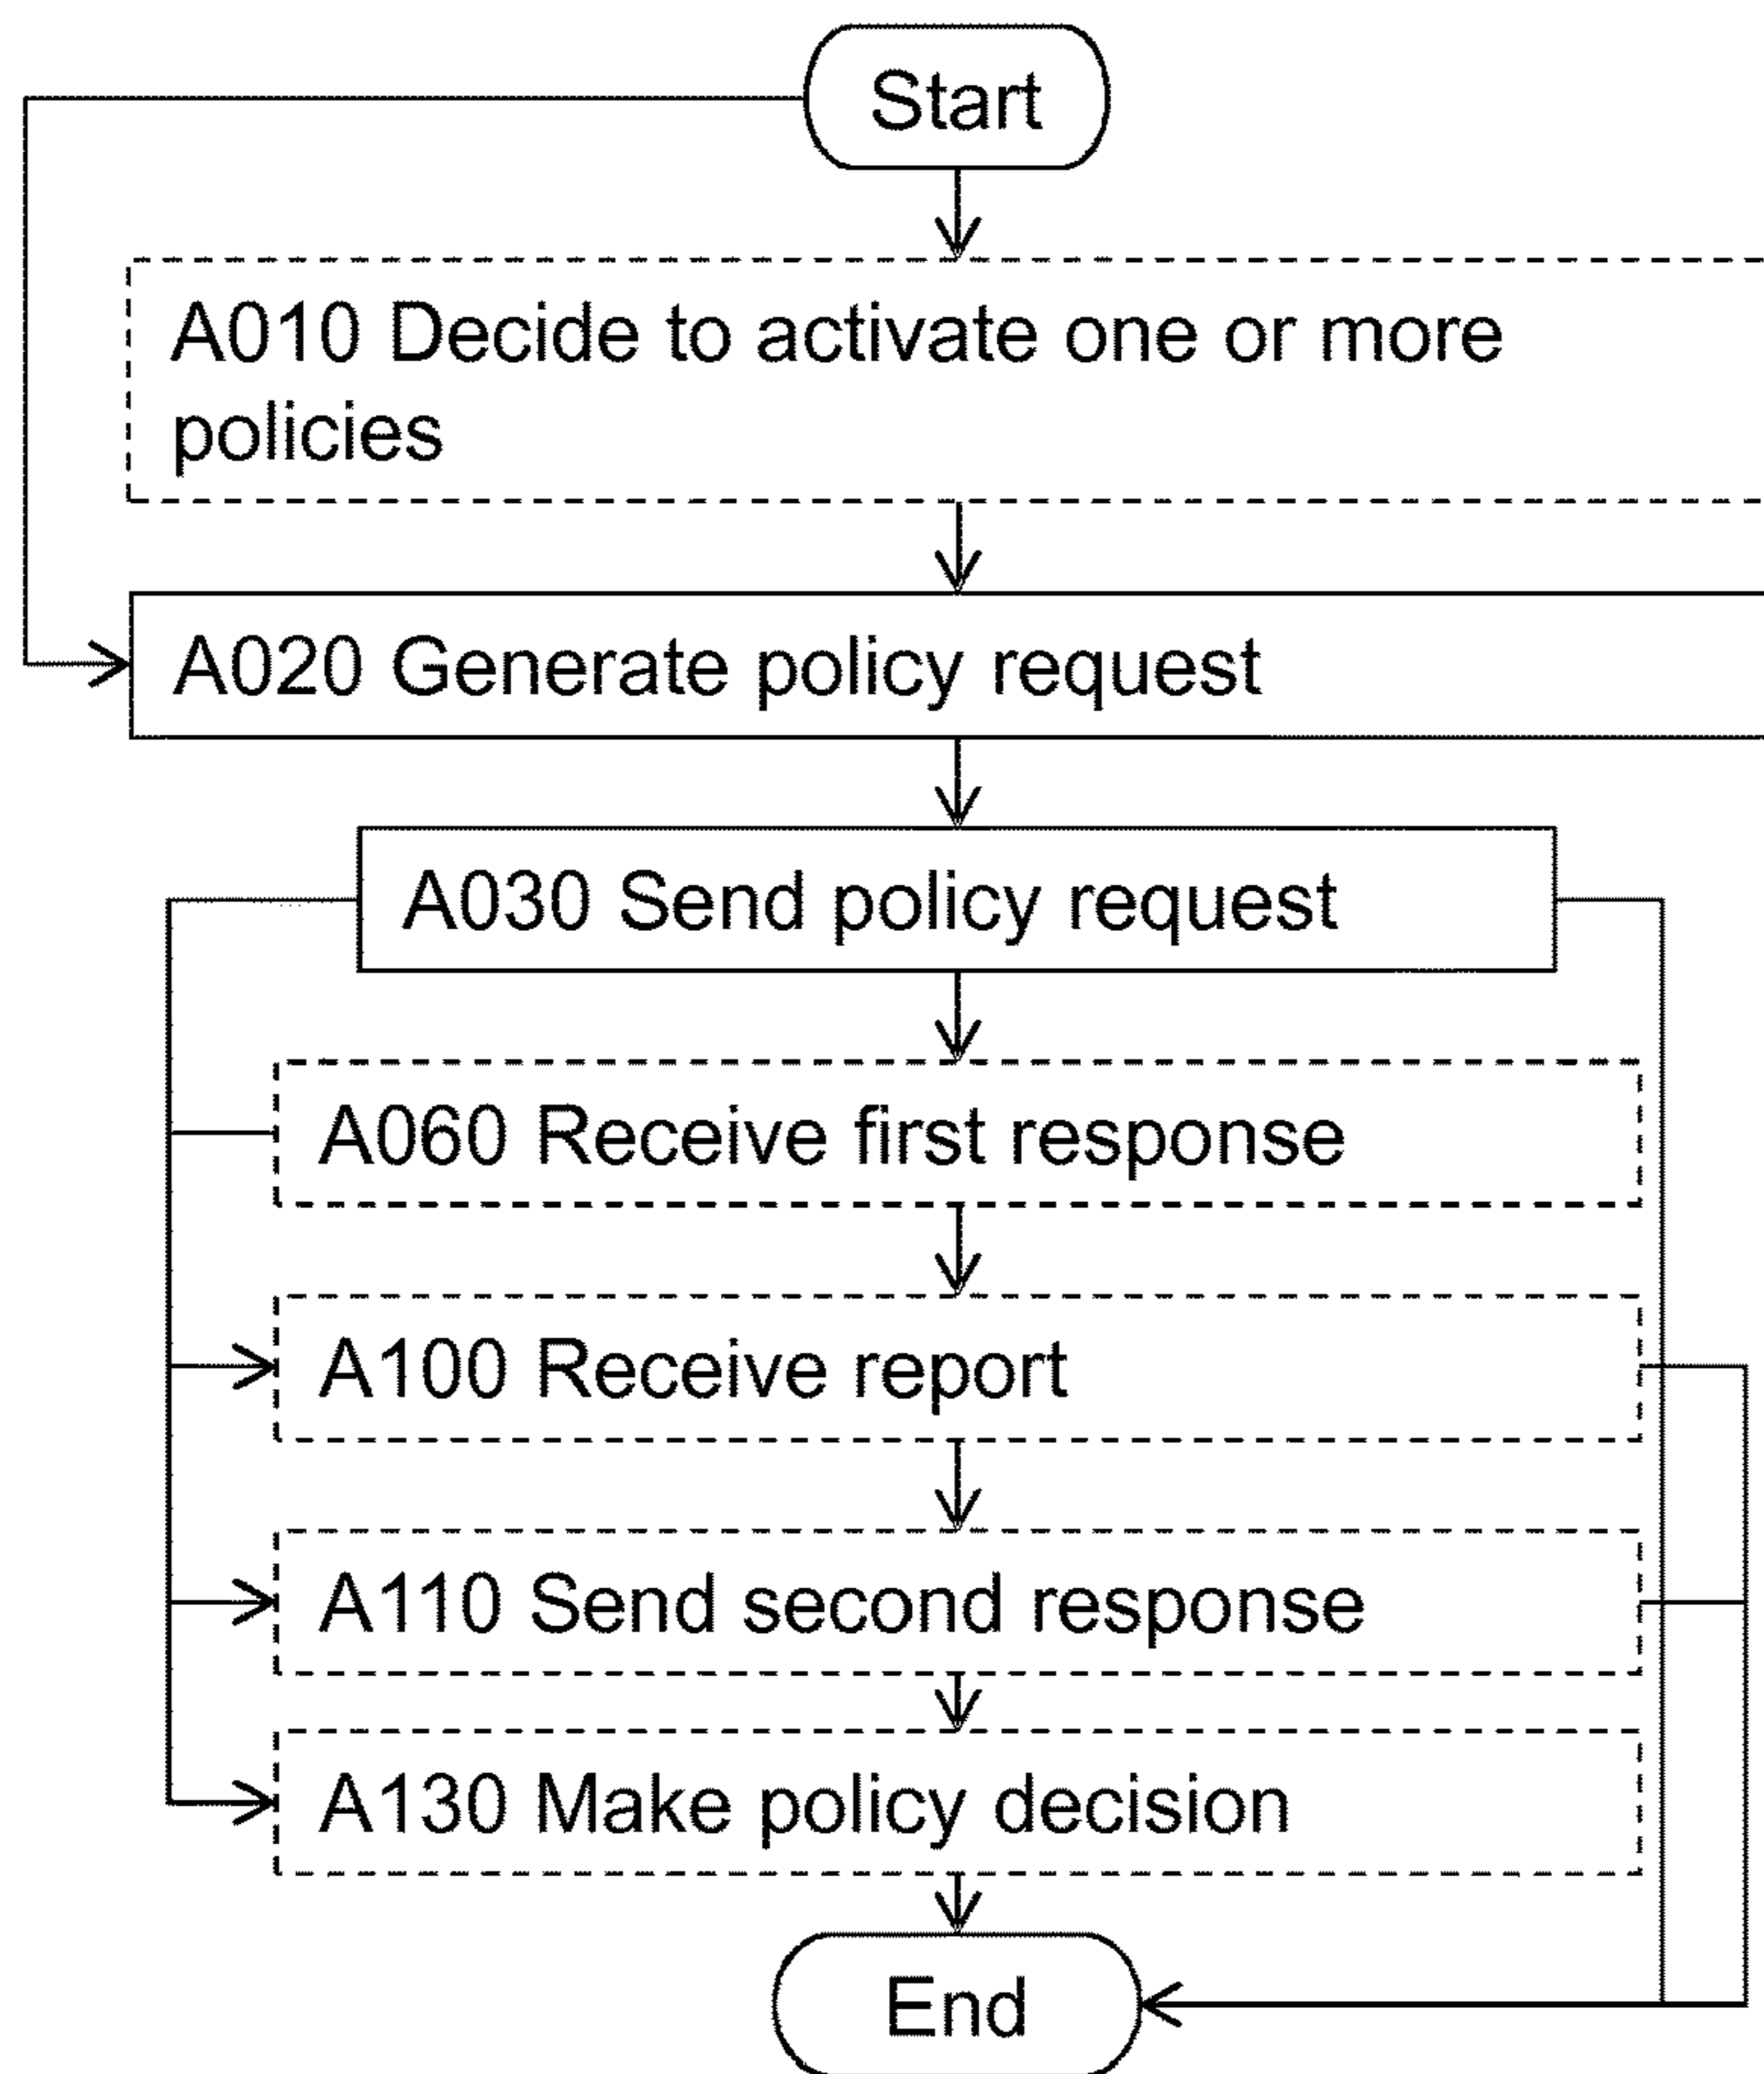 Start
A010 Decide to activate one or more
policies
A020 Generate policy request
A030 Send policy request
A060 Receive first response
A100 Receive report
A110 Send second response
A130 Make policy decision
End